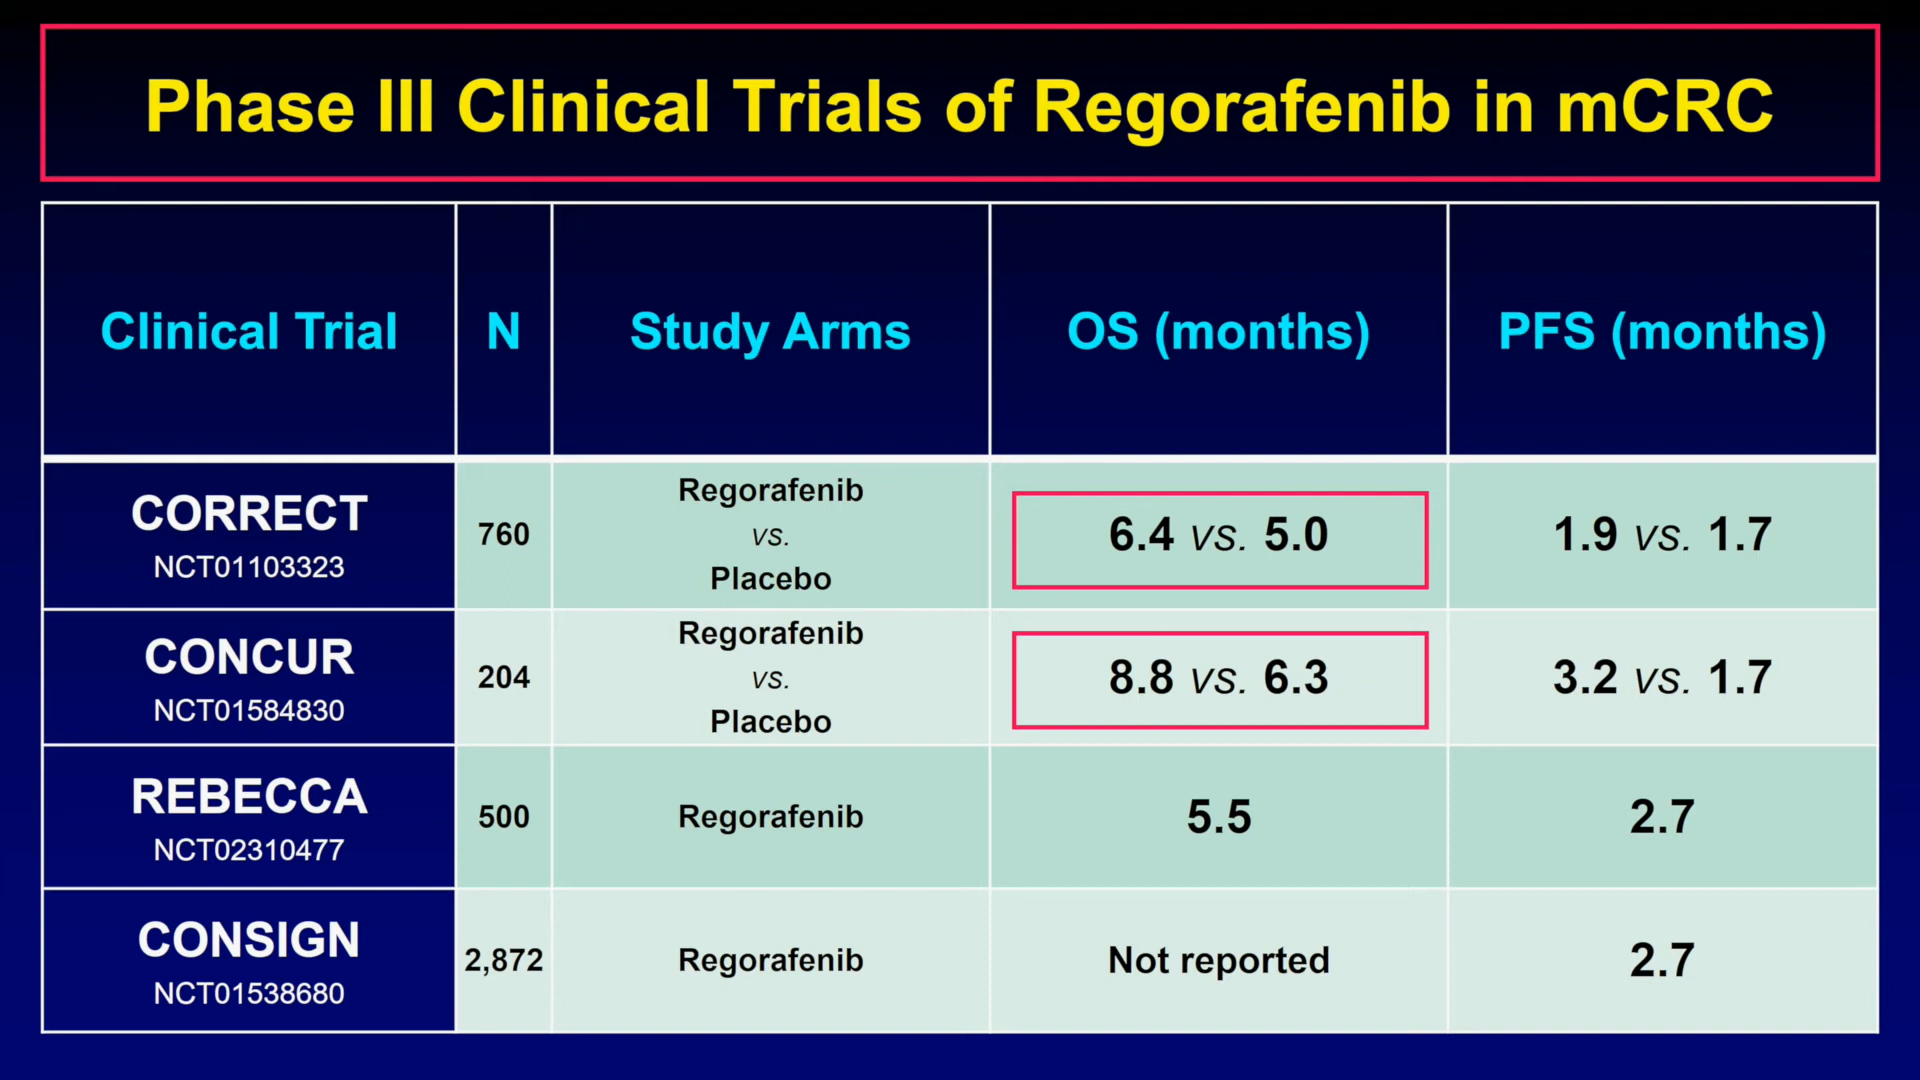 Phase III Clinical Trials of Regorafenib in mCRC
Clinical Trial
N
Study Arms
OS (months)
PFS (months)
CORRECT
NCT01103323
760
Regorafenib
vs.
Placebo
6.4 vs. 5.0
1.9 vs. 1.7
CONCUR
NCT01584830
204
Regorafenib
vs.
Placebo
8.8 vs. 6.3
3.2 vs. 1.7
REBECCA
NCT02310477
500
Regorafenib
5.5
2.7
CONSIGN
NCT01538680
2,872
Regorafenib
Not reported
2.7